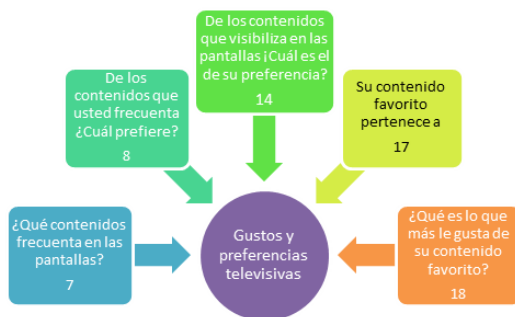 ¿Qué contenidos
frecuenta en las
pantallas?
7
De los
contenidos que
usted frecuenta
¿Cuál prefiere?
8
De los contenidos
que visibiliza en las
pantallas ¡Cuál es el
de su preferencia?
14
Su contenido
favorito
pertenece a
17
¿Qué es lo que
más le gusta de
su contenido
favorito?
18
Gustos y
preferencias
televisivas